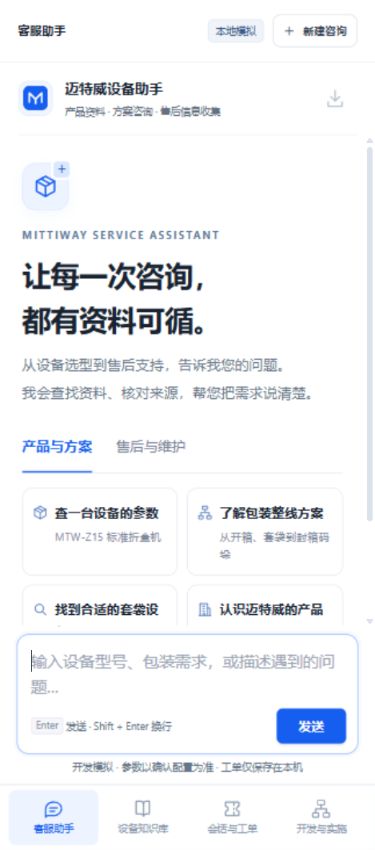 客服助手
本地模拟
+ 新建咨询
迈特威设备助手
产品资料 · 方案咨询 · 售后信息收集
MITTIWAY SERVICE ASSISTANT
让每一次咨询，
都有资料可循。
从设备选型到售后支持，告诉我您的问题。
我会查找资料、核对来源，帮您把需求说清楚。
产品与方案
售后与维护
查一台设备的参数
MTW-Z15 标准折盒机
了解包装整线方案
从开箱、套袋到封箱码
垛
找到合适的套袋设
认识迈特威的产品
输入设备型号、包装需求，或描述遇到的问
题...
Enter 发送 · Shift + Enter 换行
发送
开发模拟 · 参数以确认配置为准 · 工单仅保存在本机
客服助手
设备知识库
会话与工单
开发与实施